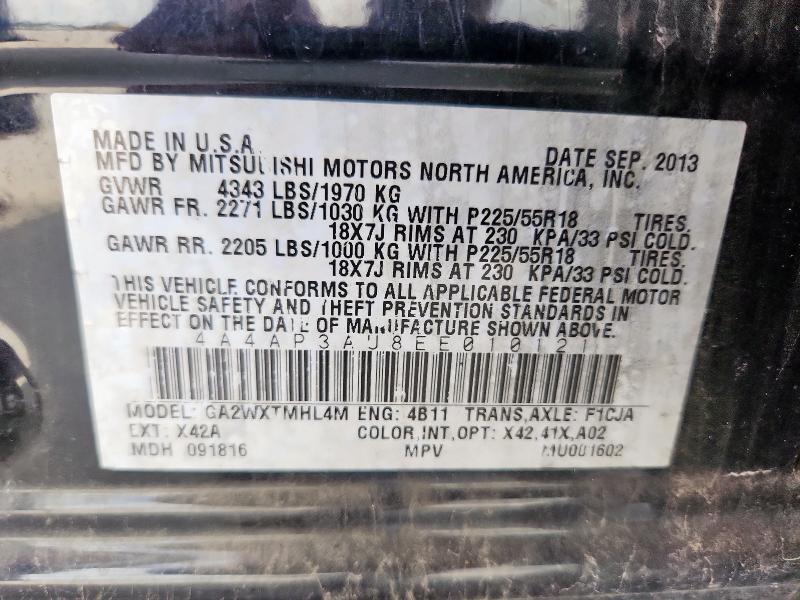 MADE IN U.S.A. DATE SEP. 2013
MFD BY MITSUBISHI MOTORS NORTH AMERICA, INC.
GVWR 4343 LBS/1970 KG
GAWR FR. 2271 LBS/1030 KG WITH P225/55R18 TIRES.
18X7J RIMS AT 230 KPA/33 PSI COLD.
GAWR RR. 2205 LBS/1000 KG WITH P225/55R18 TIRES.
18X7J RIMS AT 230 KPA/33 PSI COLD.
THIS VEHICLE CONFORMS TO ALL APPLICABLE FEDERAL MOTOR
VEHICLE SAFETY AND THEFT PREVENTION STANDARDS IN
EFFECT ON THE DATE OF MANUFACTURE SHOWN ABOVE.
4A4AP3AU8EE010121
MODEL: GA2WXTMHL4M ENG: 4B11 TRANS,AXLE: F1CJA
EXT: X42A COLOR,INT,OPT: X42,41X,A02
MDH 091816 MPV MU001602